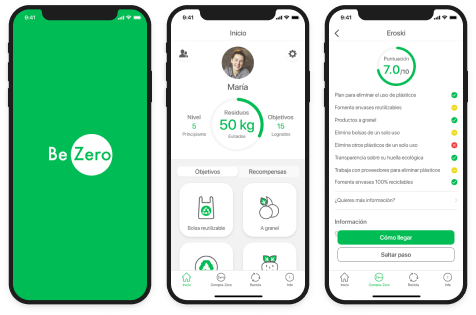 9:41
Be Zero
9:41
Inicio
María
Nivel
5
Principiante
Residuos
50 kg
Evitados
Objetivos
15
Logrados
Objetivos
Recompensas
Bolsa reutilizable
A granel
Inicio
Compra Zero
Recicla
Info
9:41
Eroski
Puntuación
7.0/10
Plan para eliminar el uso de plásticos
Fomenta envases reutilizables
Productos a granel
Elimina bolsas de un solo uso
Elimina otros plásticos de un solo uso
Transparencia sobre su huella ecológica
Trabaja con proveedores para eliminar plásticos
Fomenta envases 100% reciclables
¿Quieres más información?
Información
Cómo llegar
Saltar paso
Inicio
Compra Zero
Recicla
Info